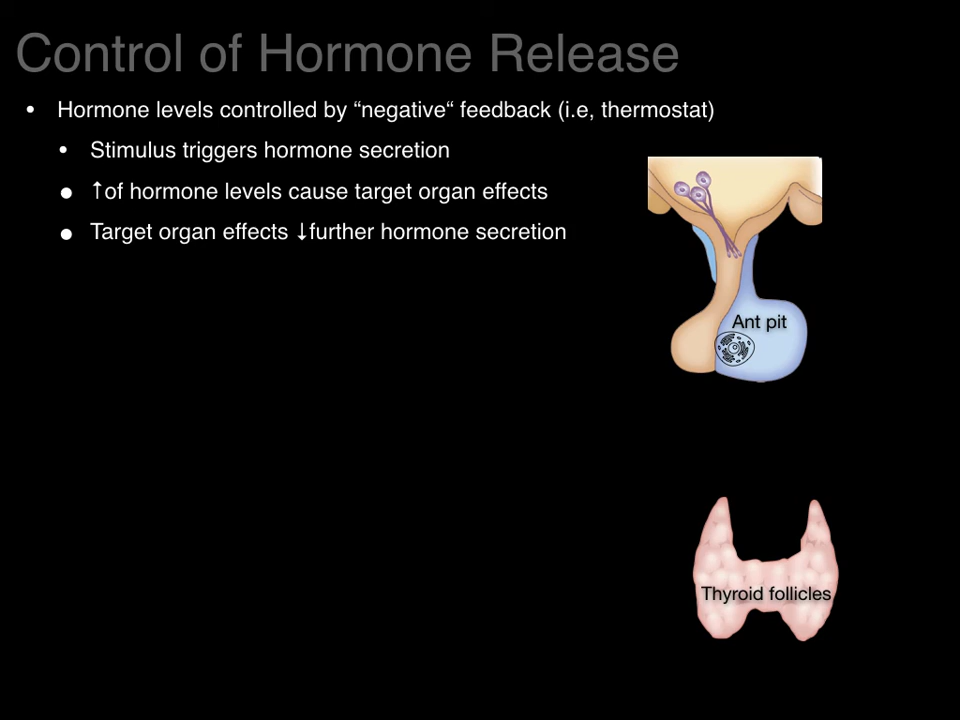 Control of Hormone Release
• Hormone levels controlled by “negative“ feedback (i.e, thermostat)
• Stimulus triggers hormone secretion
• ↑of hormone levels cause target organ effects
• Target organ effects ↓further hormone secretion
Ant pit
Thyroid follicles